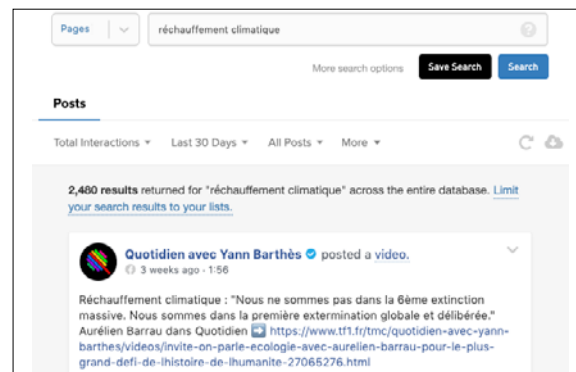 Pages
réchauffement climatique
More search options
Save Search
Search
Posts
Total Interactions
Last 30 Days
All Posts
More
2,480 results returned for "réchauffement climatique" across the entire database. Limit
your search results to your lists.
Quotidien avec Yann Barthès posted a video.
3 weeks ago - 1:56
Réchauffement climatique : "Nous ne sommes pas dans la 6ème extinction
massive. Nous sommes dans la première extermination globale et délibérée."
Aurélien Barrau dans Quotidien ➡️ https://www.tf1.fr/tmc/quotidien-avec-yann-
barthes/videos/invite-on-parle-ecologie-avec-aurelien-barrau-pour-le-plus-
grand-defi-de-lhistoire-de-lhumanite-27065276.html